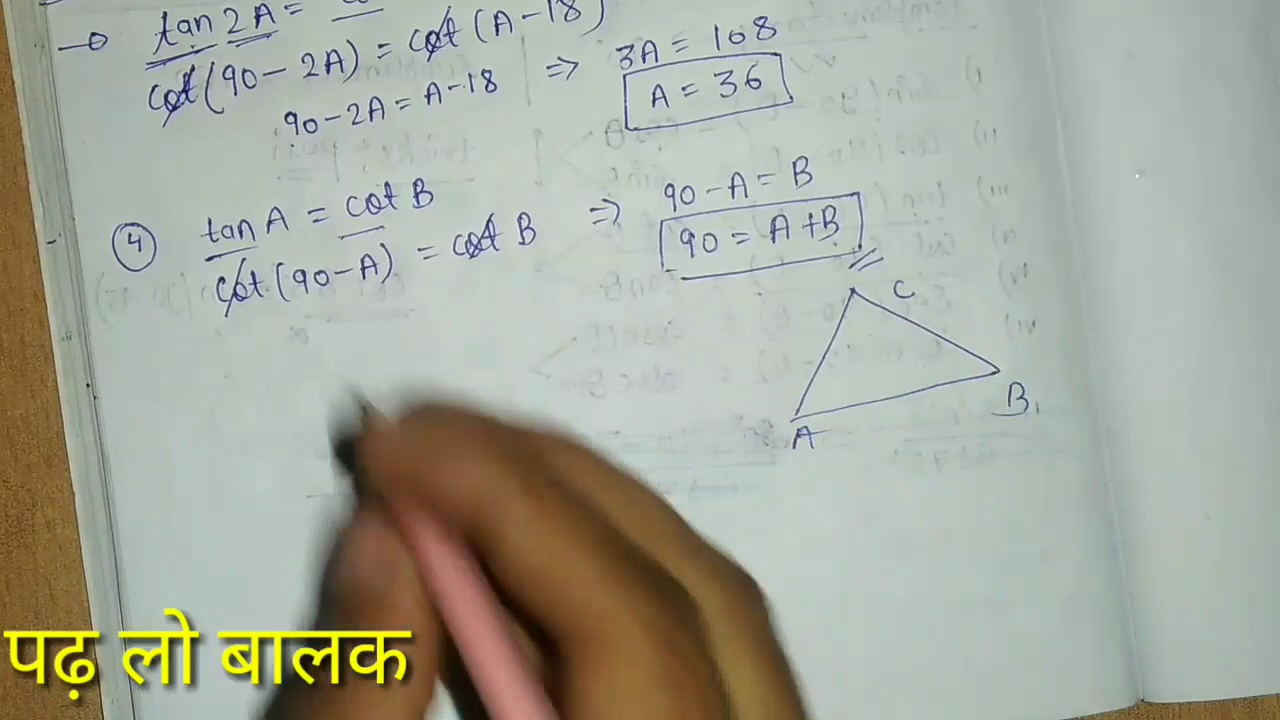 tan 2A =
cot (90 - 2A) = cot (A - 18)
90 - 2A = A - 18 ⇒ 3A = 108
A = 36
④ tan A = cot B
cot (90 - A) = cot B ⇒ 90 - A = B
90 = A + B
C
B
A
पढ़ लो बालक